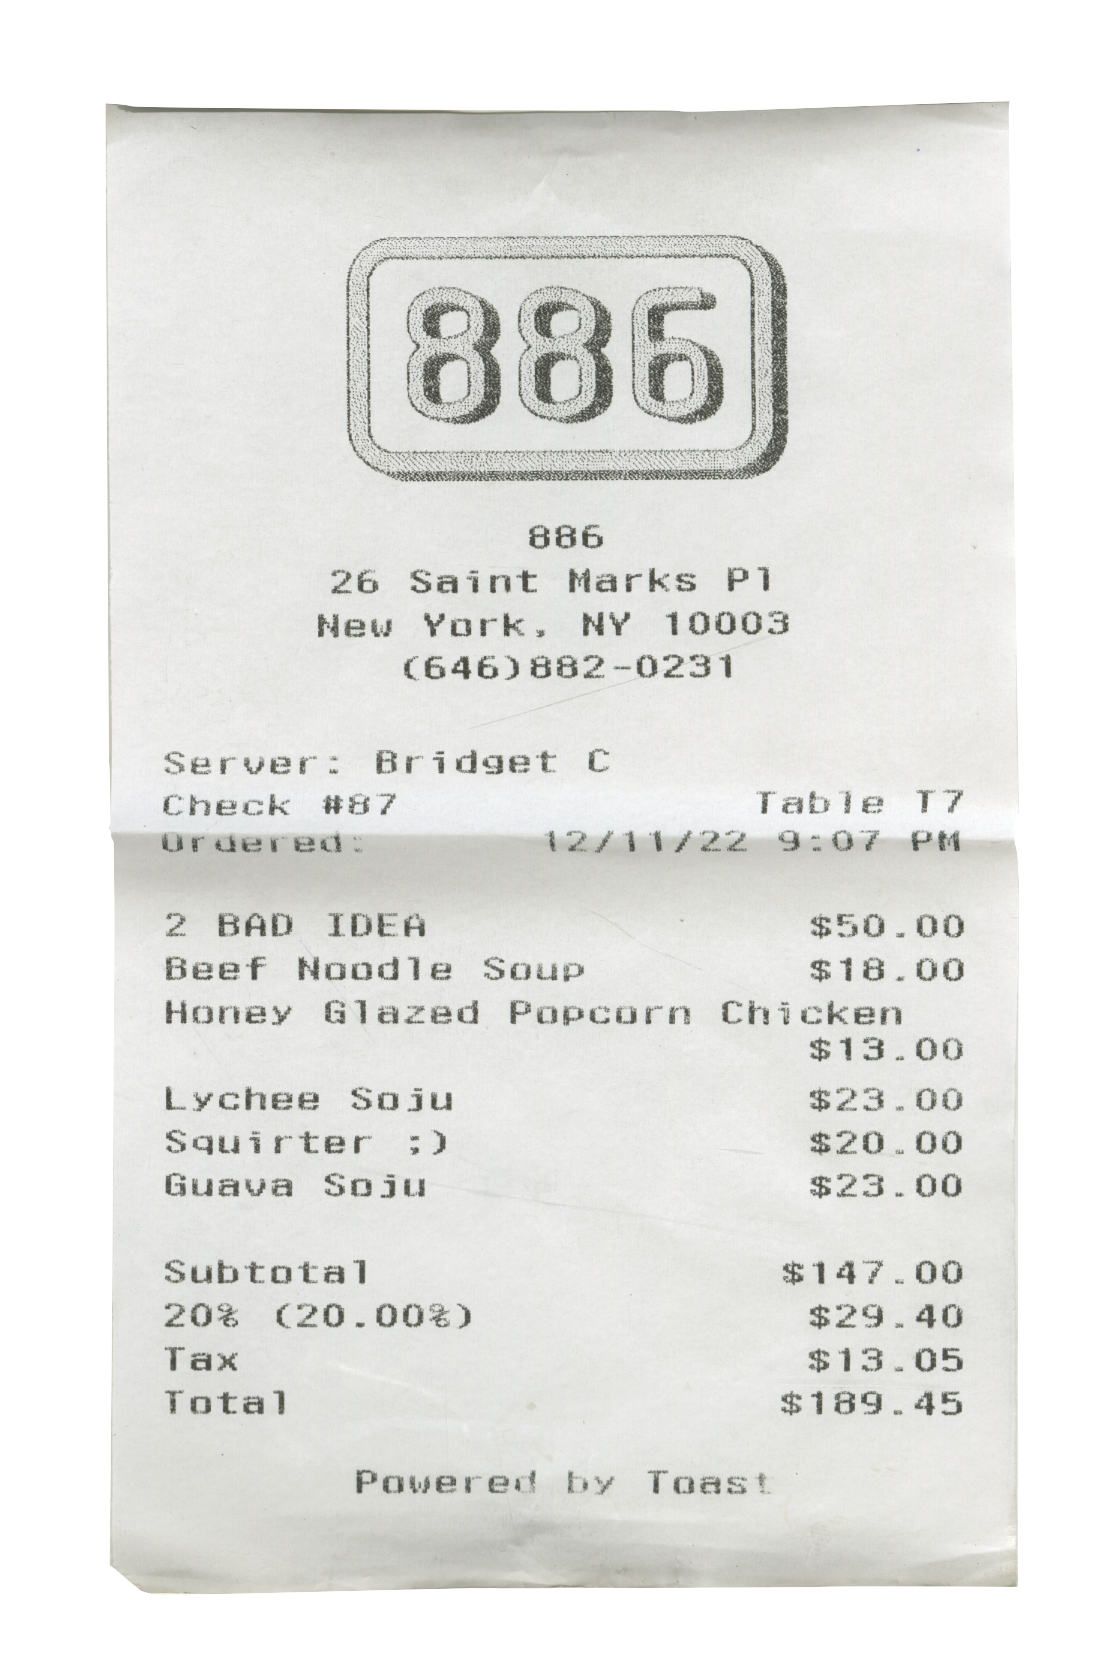 886
886
26 Saint Marks Pl
New York, NY 10003
(646)882-0231
Server: Bridget C
Check #87 Table T7
Ordered: 12/11/22 9:07 PM
2 BAD IDEA $50.00
Beef Noodle Soup $18.00
Honey Glazed Popcorn Chicken
$13.00
Lychee Soju $23.00
Squirter ;) $20.00
Guava Soju $23.00
Subtotal $147.00
20% (20.00%) $29.40
Tax $13.05
Total $189.45
Powered by Toast